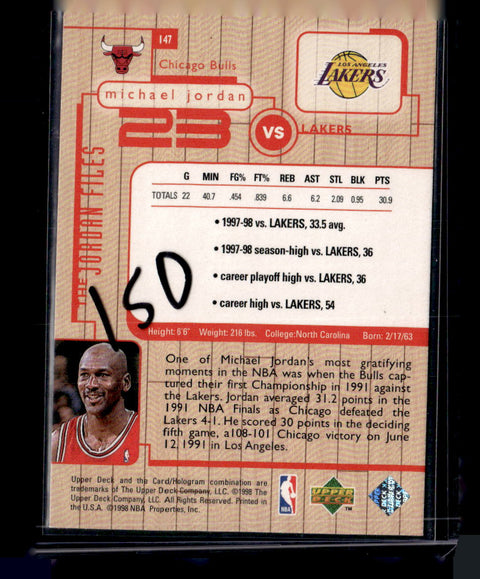 147
Chicago Bulls
LOS ANGELES
LAKERS
michael jordan
23
VS
LAKERS
THE JORDAN FILES
G MIN FG% FT% REB AST STL BLK PTS
TOTALS 22 40.7 .454 .839 6.6 6.2 2.09 0.95 30.9
• 1997-98 vs. LAKERS, 33.5 avg.
• 1997-98 season-high vs. LAKERS, 36
• career playoff high vs. LAKERS, 36
• career high vs. LAKERS, 54
150
Height: 6'6" Weight: 216 lbs. College: North Carolina Born: 2/17/63
One of Michael Jordan's most gratifying
moments in the NBA was when the Bulls cap-
tured their first Championship in 1991 against
the Lakers. Jordan averaged 31.2 points in the
1991 NBA Finals as Chicago defeated the
Lakers 4-1. He scored 30 points in the deciding
fifth game, a108-101 Chicago victory on June
12, 1991 in Los Angeles.
Upper Deck and the Card/Hologram combination are
trademarks of The Upper Deck Company, LLC. ©1998 The
Upper Deck Company, LLC. All Rights Reserved. Printed in
the U.S.A. ©1998 NBA Properties, Inc.
NBA
UPPER
DECK